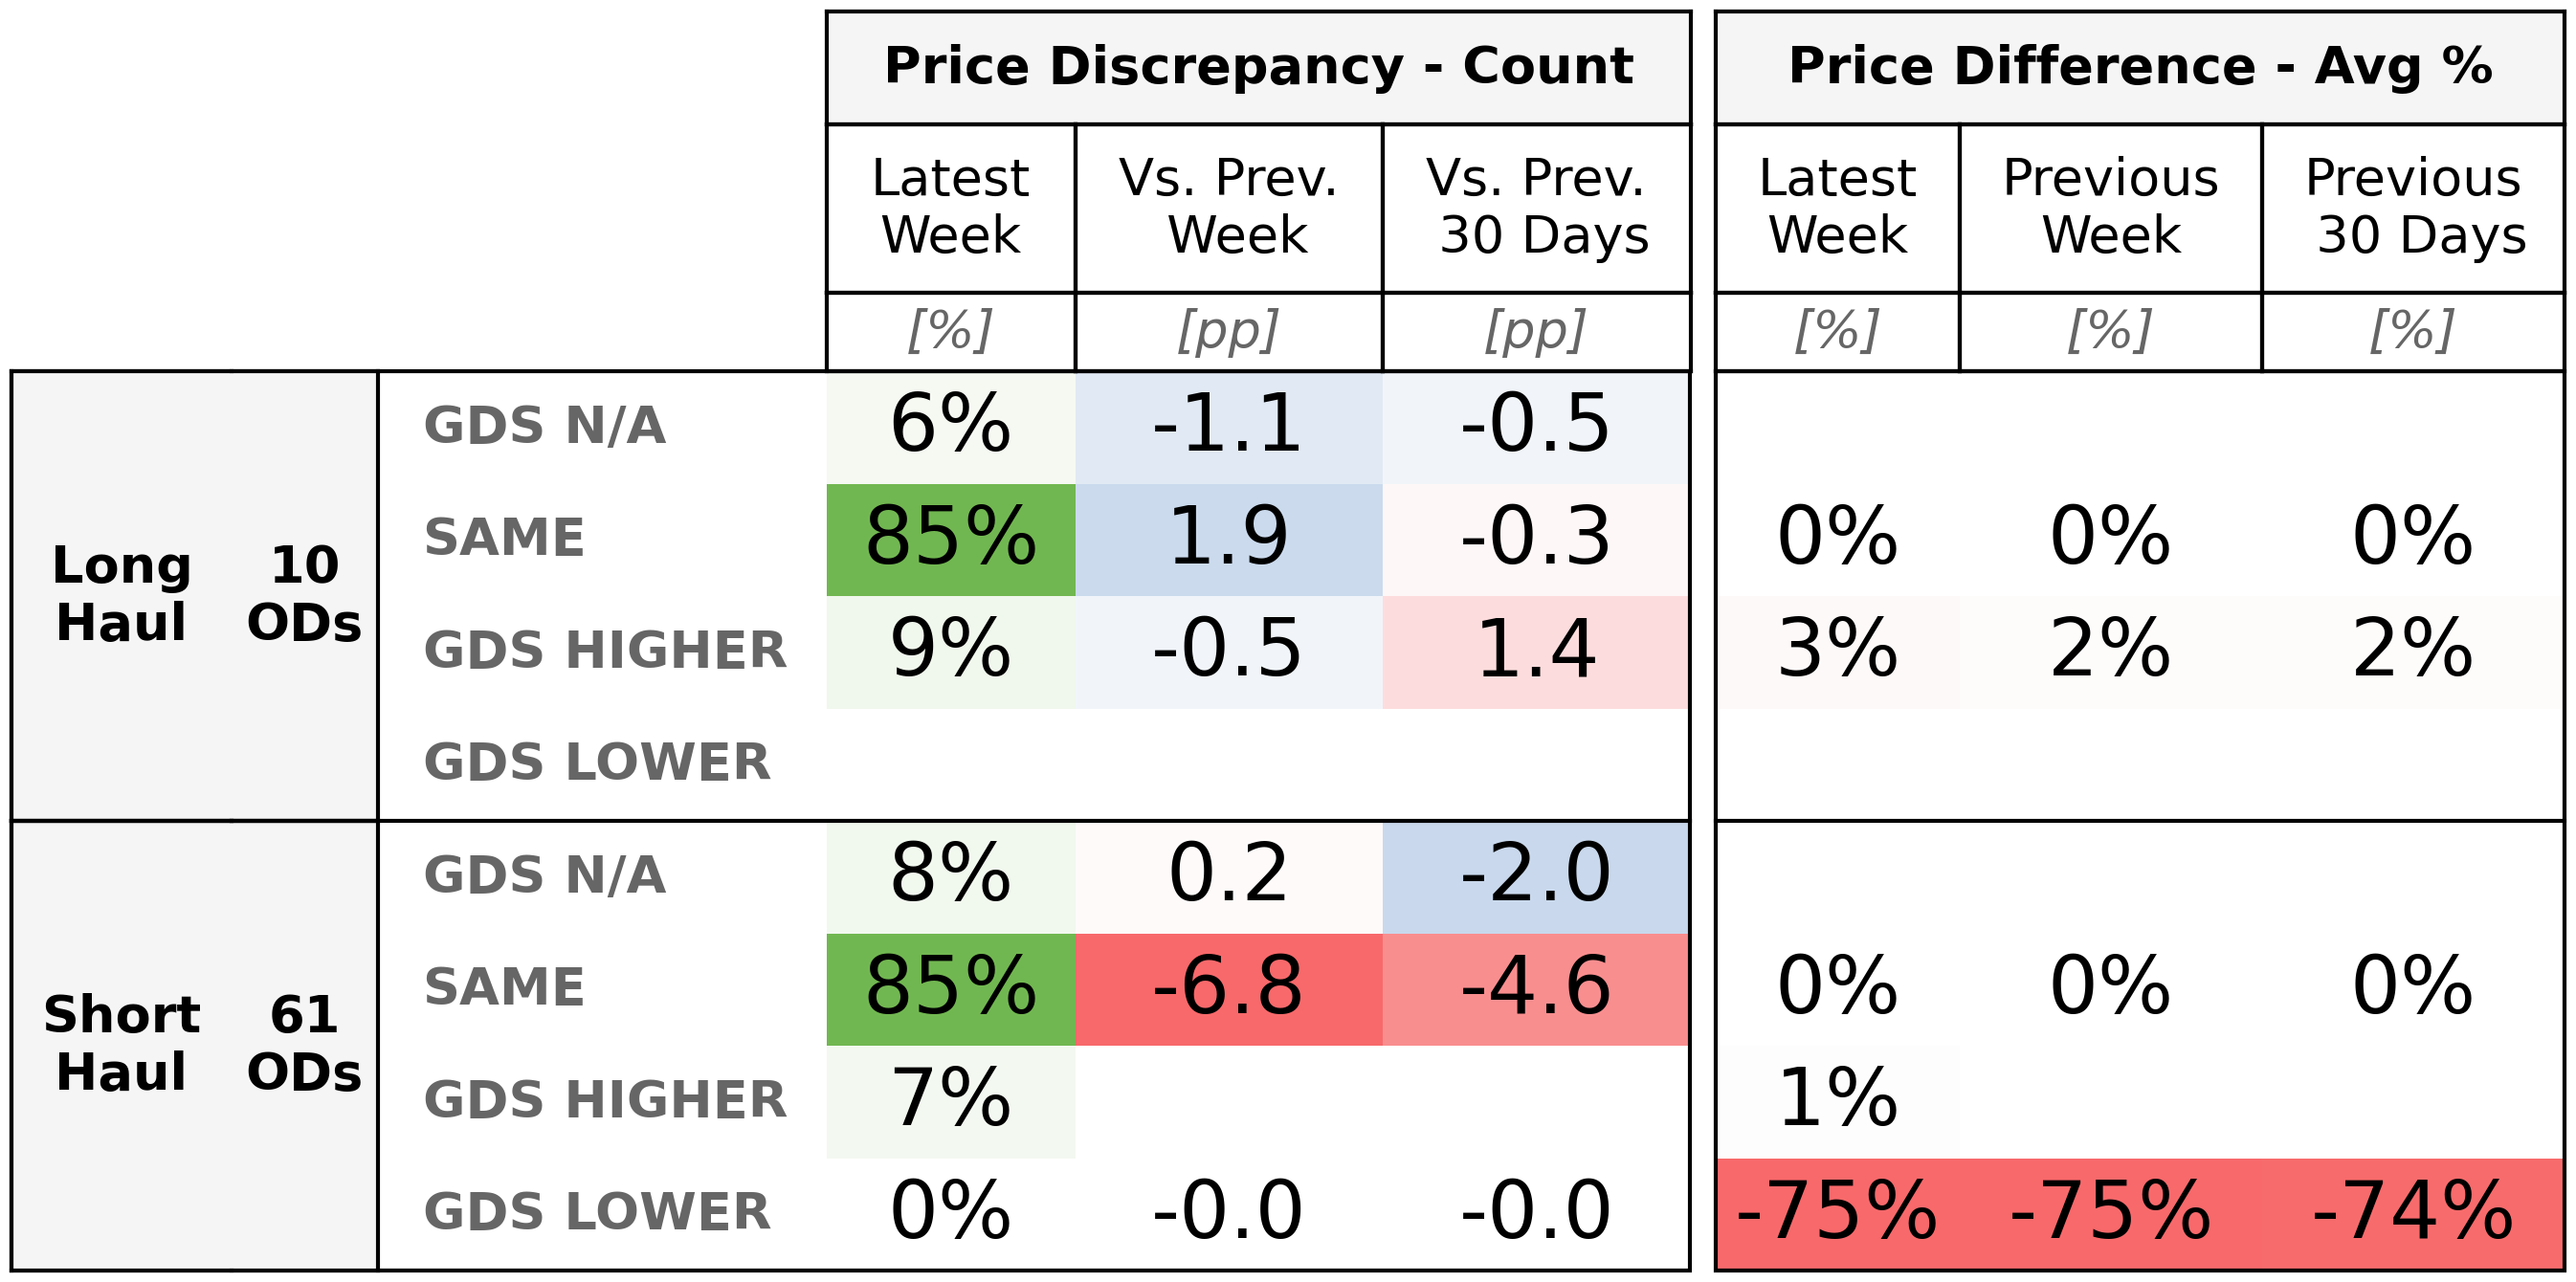 Price Discrepancy - Count Price Difference - Avg %
Latest Week Vs. Prev. Week Vs. Prev. 30 Days Latest Week Previous Week Previous 30 Days
[%] [pp] [pp] [%] [%] [%]
Long Haul 10 ODs
GDS N/A 6% -1.1 -0.5
SAME 85% 1.9 -0.3 0% 0% 0%
GDS HIGHER 9% -0.5 1.4 3% 2% 2%
GDS LOWER
Short Haul 61 ODs
GDS N/A 8% 0.2 -2.0
SAME 85% -6.8 -4.6 0% 0% 0%
GDS HIGHER 7% 1%
GDS LOWER 0% -0.0 -0.0 -75% -75% -74%